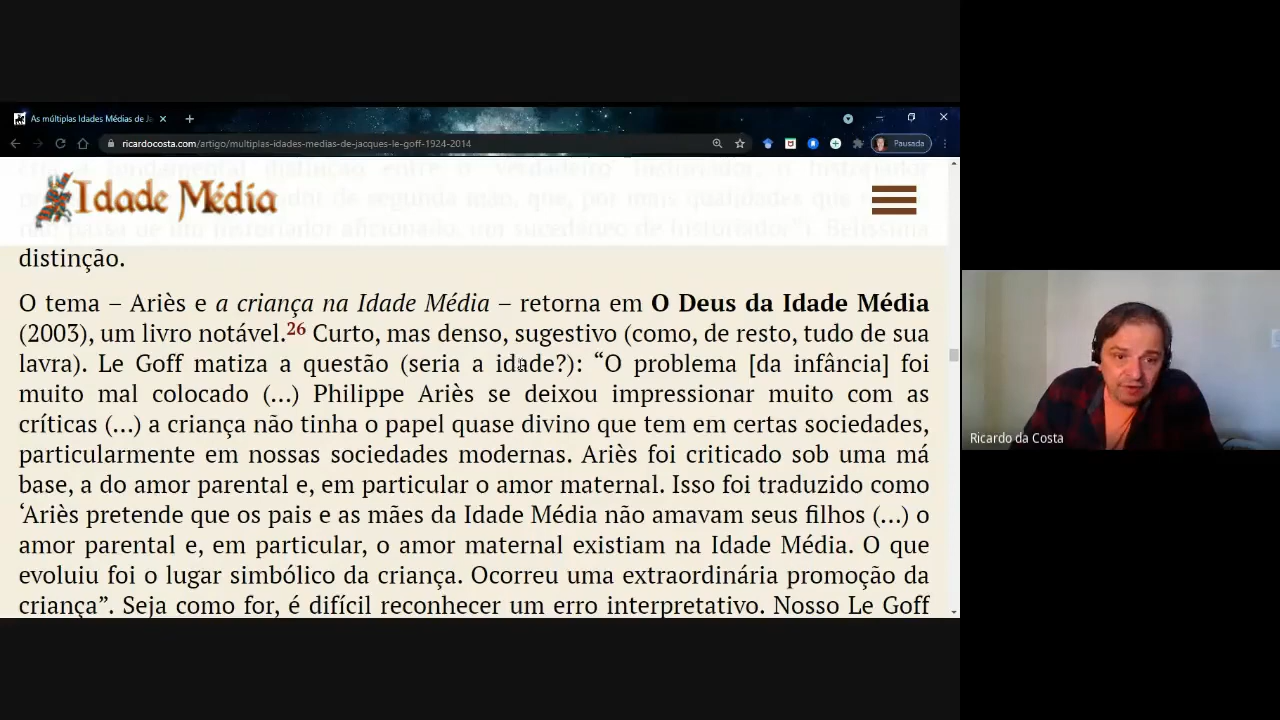 As múltiplas Idades Médias de Je
ricardocosta.com/artigo/multiplas-idades-medias-de-jacques-le-goff-1924-2014
Pausada
Idade Média
distinção.
O tema – Ariès e a criança na Idade Média – retorna em O Deus da Idade Média
(2003), um livro notável.26 Curto, mas denso, sugestivo (como, de resto, tudo de sua
lavra). Le Goff matiza a questão (seria a idade?): “O problema [da infância] foi
muito mal colocado (...) Philippe Ariès se deixou impressionar muito com as
críticas (...) a criança não tinha o papel quase divino que tem em certas sociedades,
particularmente em nossas sociedades modernas. Ariès foi criticado sob uma má
base, a do amor parental e, em particular o amor maternal. Isso foi traduzido como
‘Ariès pretende que os pais e as mães da Idade Média não amavam seus filhos (...) o
amor parental e, em particular, o amor maternal existiam na Idade Média. O que
evoluiu foi o lugar simbólico da criança. Ocorreu uma extraordinária promoção da
criança”. Seja como for, é difícil reconhecer um erro interpretativo. Nosso Le Goff
Ricardo da Costa